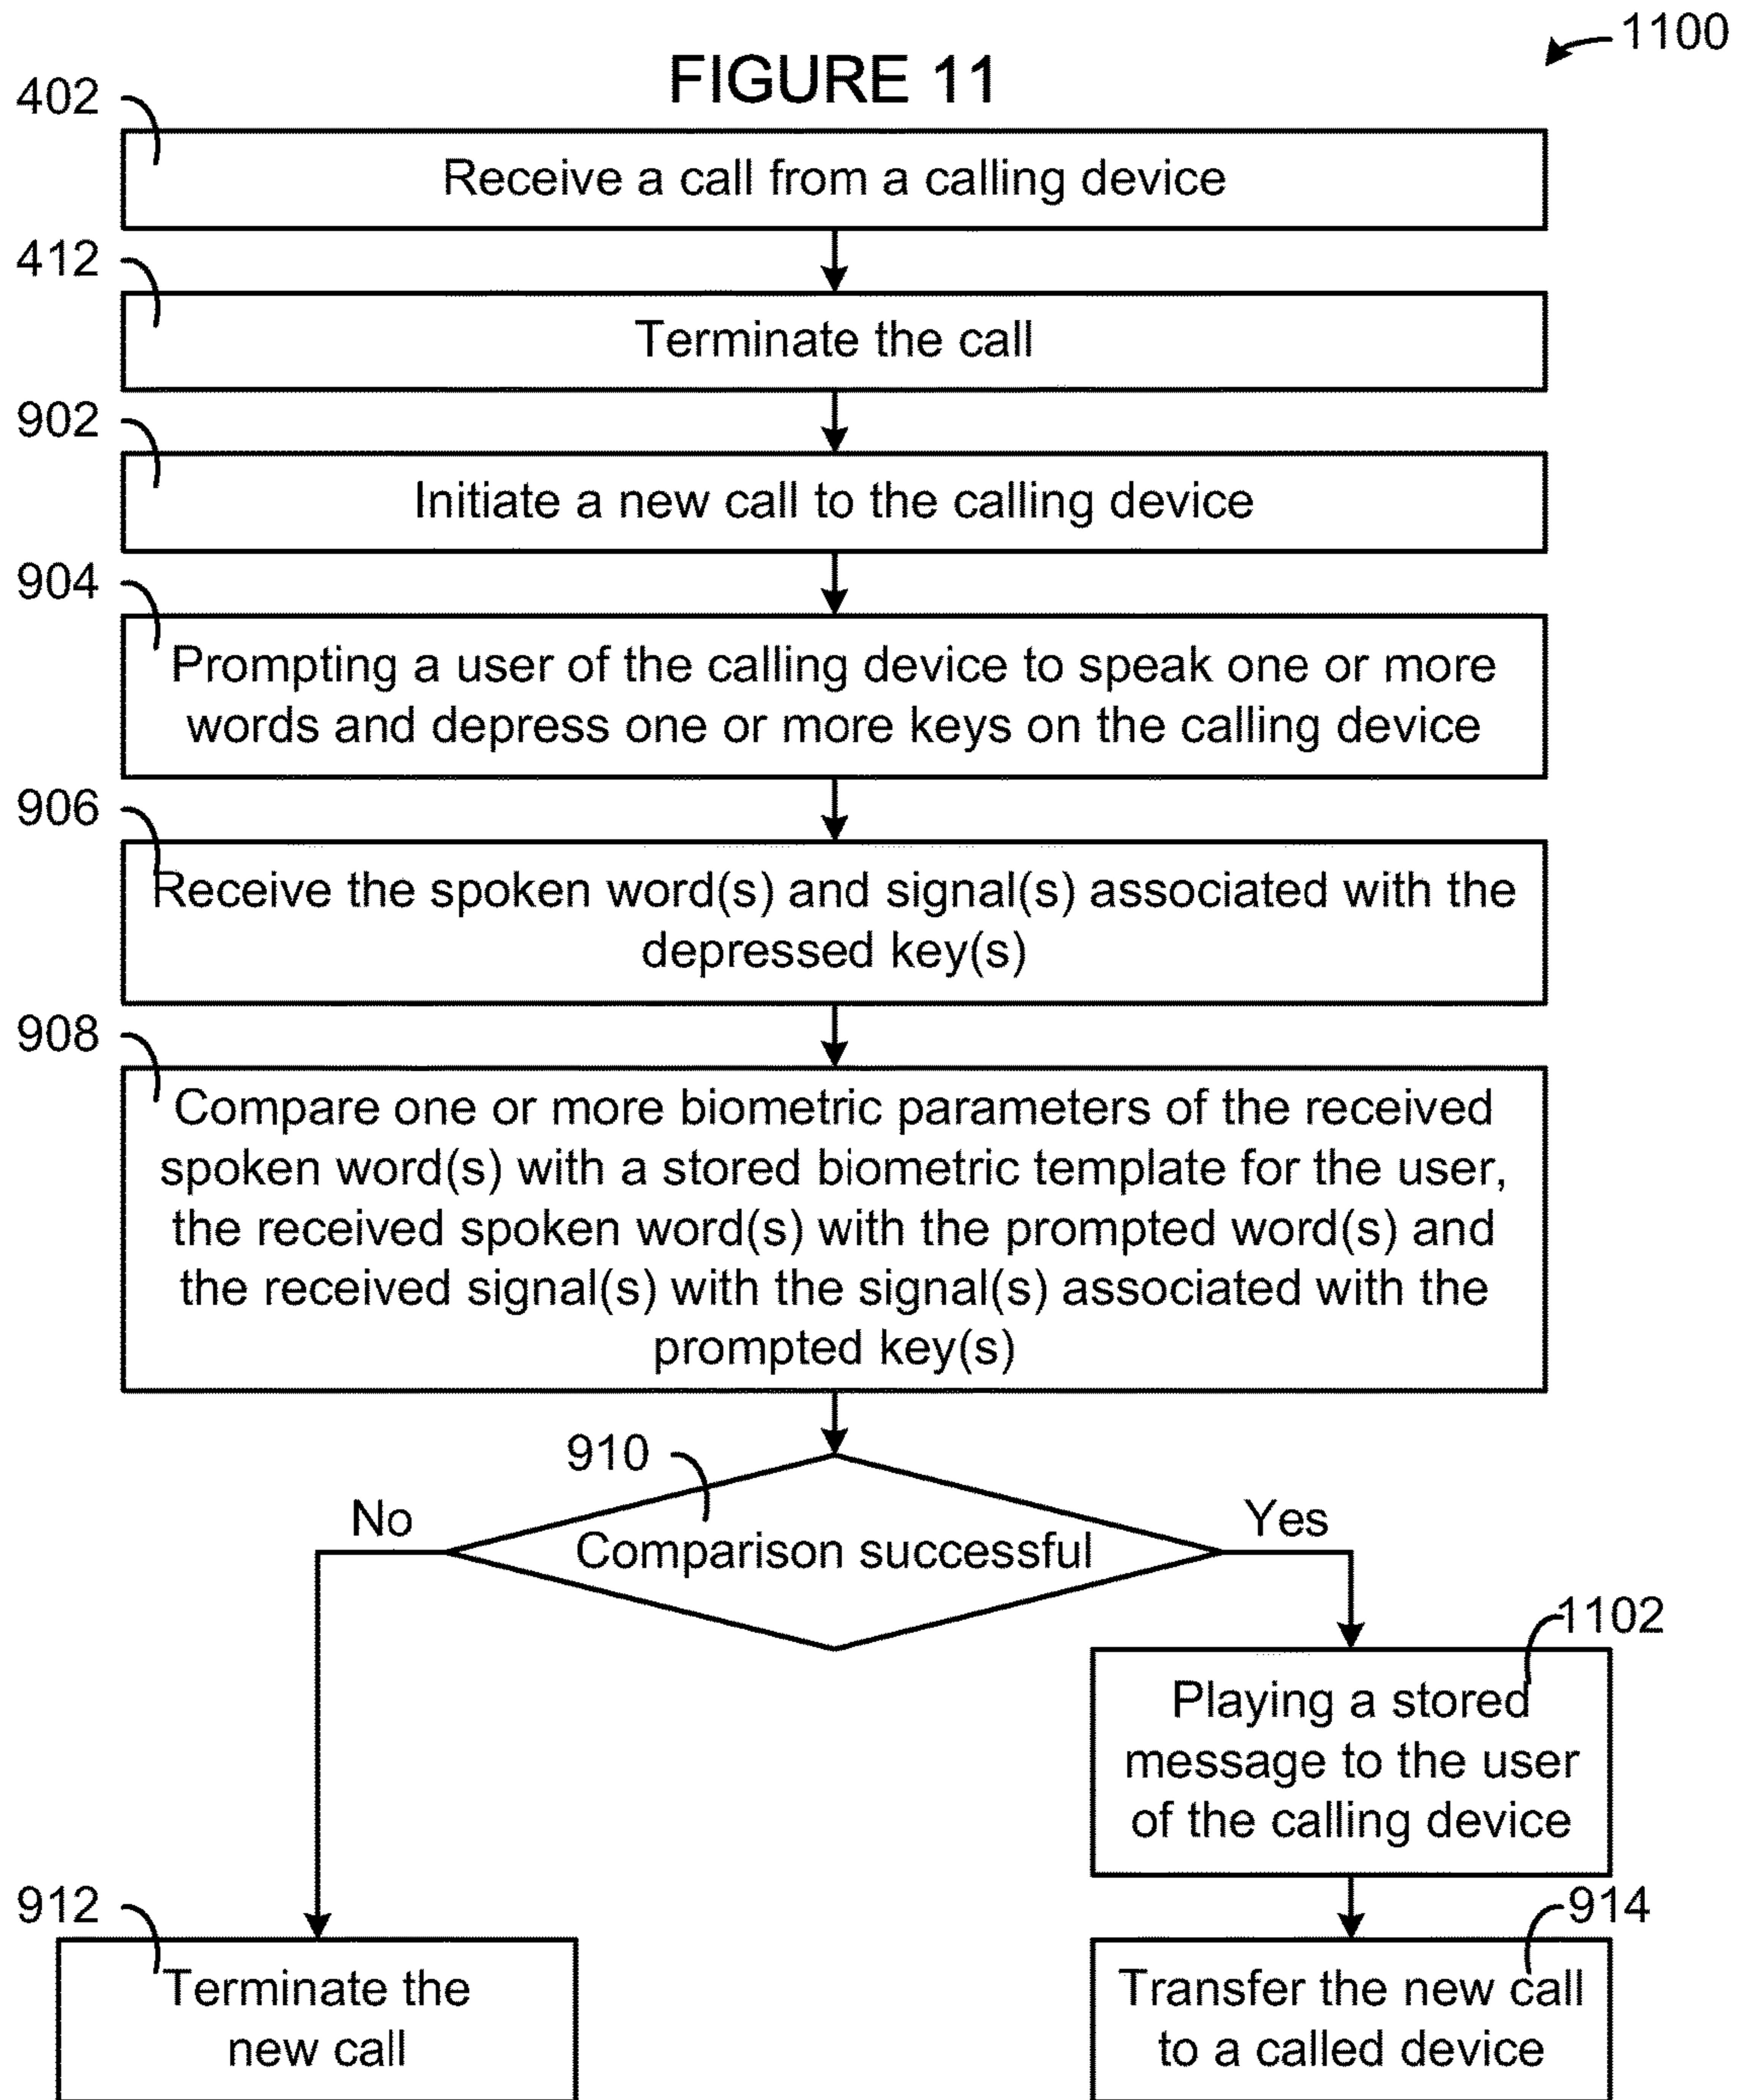 1100
FIGURE 11
402
Receive a call from a calling device
412
Terminate the call
902
Initiate a new call to the calling device
904
Prompting a user of the calling device to speak one or more
words and depress one or more keys on the calling device
906
Receive the spoken word(s) and signal(s) associated with the
depressed key(s)
908
Compare one or more biometric parameters of the received
spoken word(s) with a stored biometric template for the user,
the received spoken word(s) with the prompted word(s) and
the received signal(s) with the signal(s) associated with the
prompted key(s)
910
No
Comparison successful
Yes
1102
Playing a stored
message to the user
of the calling device
912
Terminate the
new call
914
Transfer the new call
to a called device